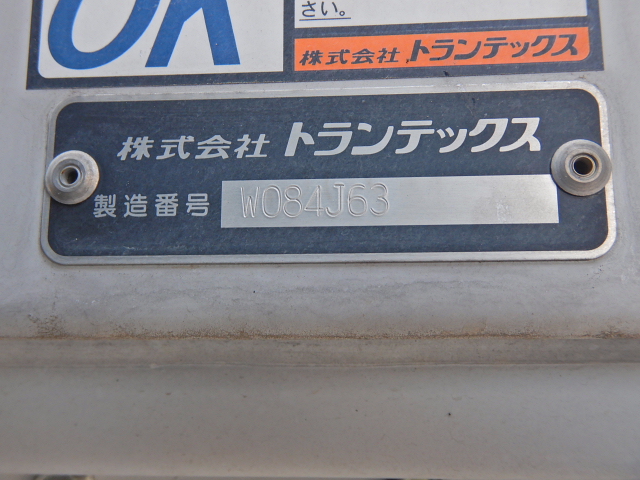 OK
さい。
株式会社 トランテックス
株式会社 トランテックス
製造番号 W084J63